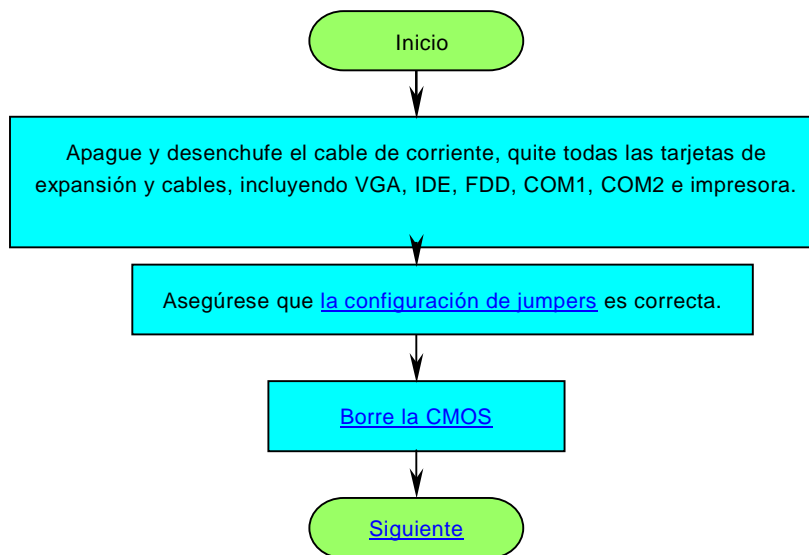 Inicio
Apague y desenchufe el cable de corriente, quite todas las tarjetas de
expansión y cables, incluyendo VGA, IDE, FDD, COM1, COM2 e impresora.
Asegúrese que la configuración de jumpers es correcta.
Borre la CMOS
Siguiente